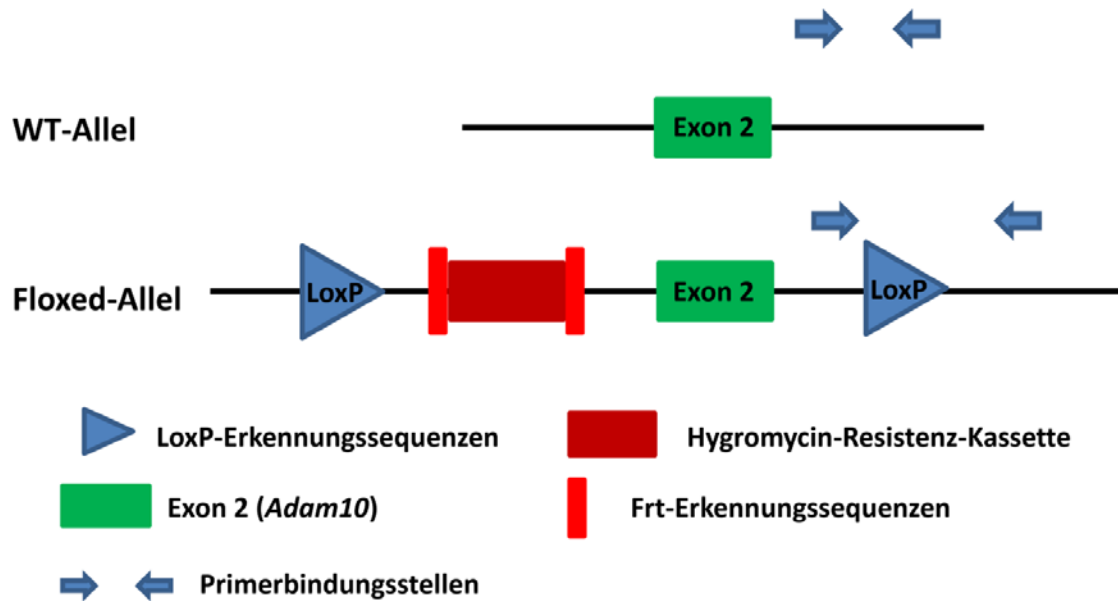 WT-Allel
Exon 2
Floxed-Allel
LoxP
Exon 2
LoxP
LoxP-Erkennungssequenzen
Hygromycin-Resistenz-Kassette
Exon 2 (Adam10)
Frt-Erkennungssequenzen
Primerbindungsstellen